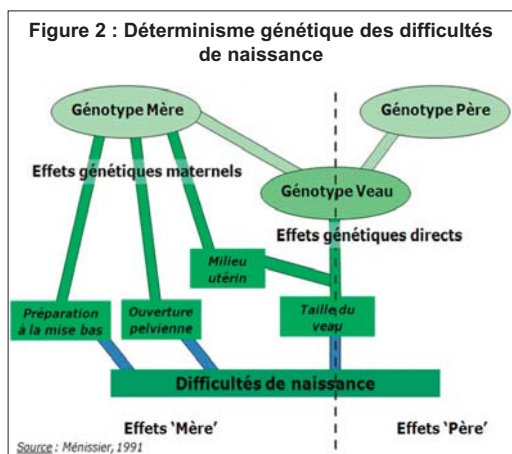 Figure 2 : Déterminisme génétique des difficultés
de naissance
Génotype Mère
Génotype Père
Effets génétiques maternels
Génotype Veau
Effets génétiques directs
Milieu
utérin
Préparation
à la mise bas
Ouverture
pelvienne
Taille du
veau
Difficultés de naissance
Effets 'Mère'
Effets 'Père'
Source : Ménissier, 1991